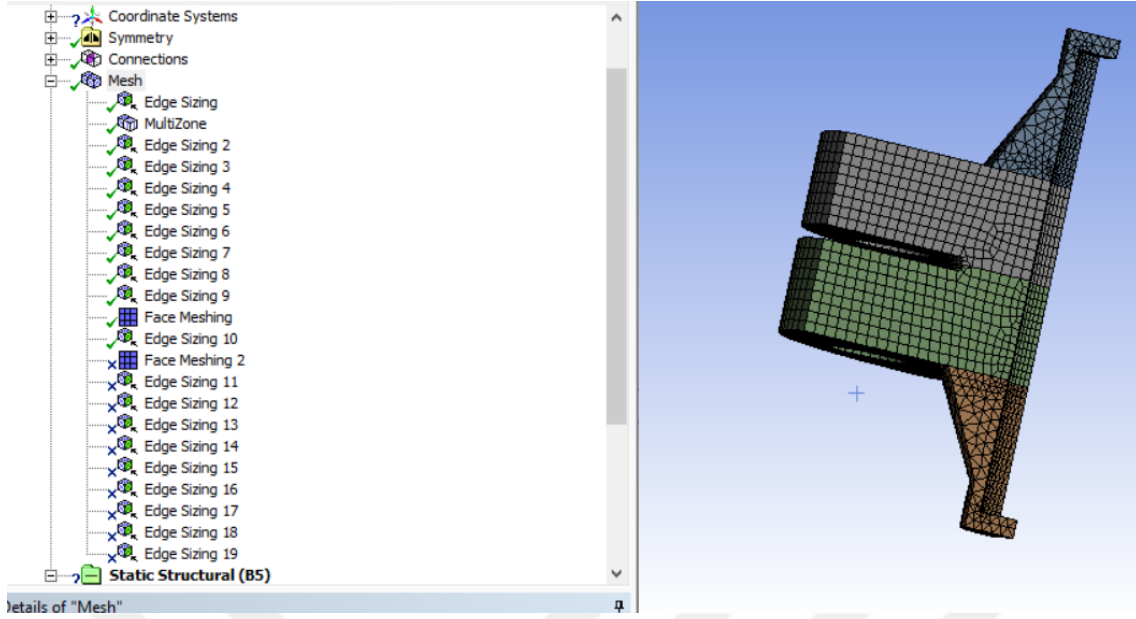 Coordinate Systems
Symmetry
Connections
Mesh
Edge Sizing
MultiZone
Edge Sizing 2
Edge Sizing 3
Edge Sizing 4
Edge Sizing 5
Edge Sizing 6
Edge Sizing 7
Edge Sizing 8
Edge Sizing 9
Face Meshing
Edge Sizing 10
Face Meshing 2
Edge Sizing 11
Edge Sizing 12
Edge Sizing 13
Edge Sizing 14
Edge Sizing 15
Edge Sizing 16
Edge Sizing 17
Edge Sizing 18
Edge Sizing 19
Static Structural (B5)
Details of "Mesh"